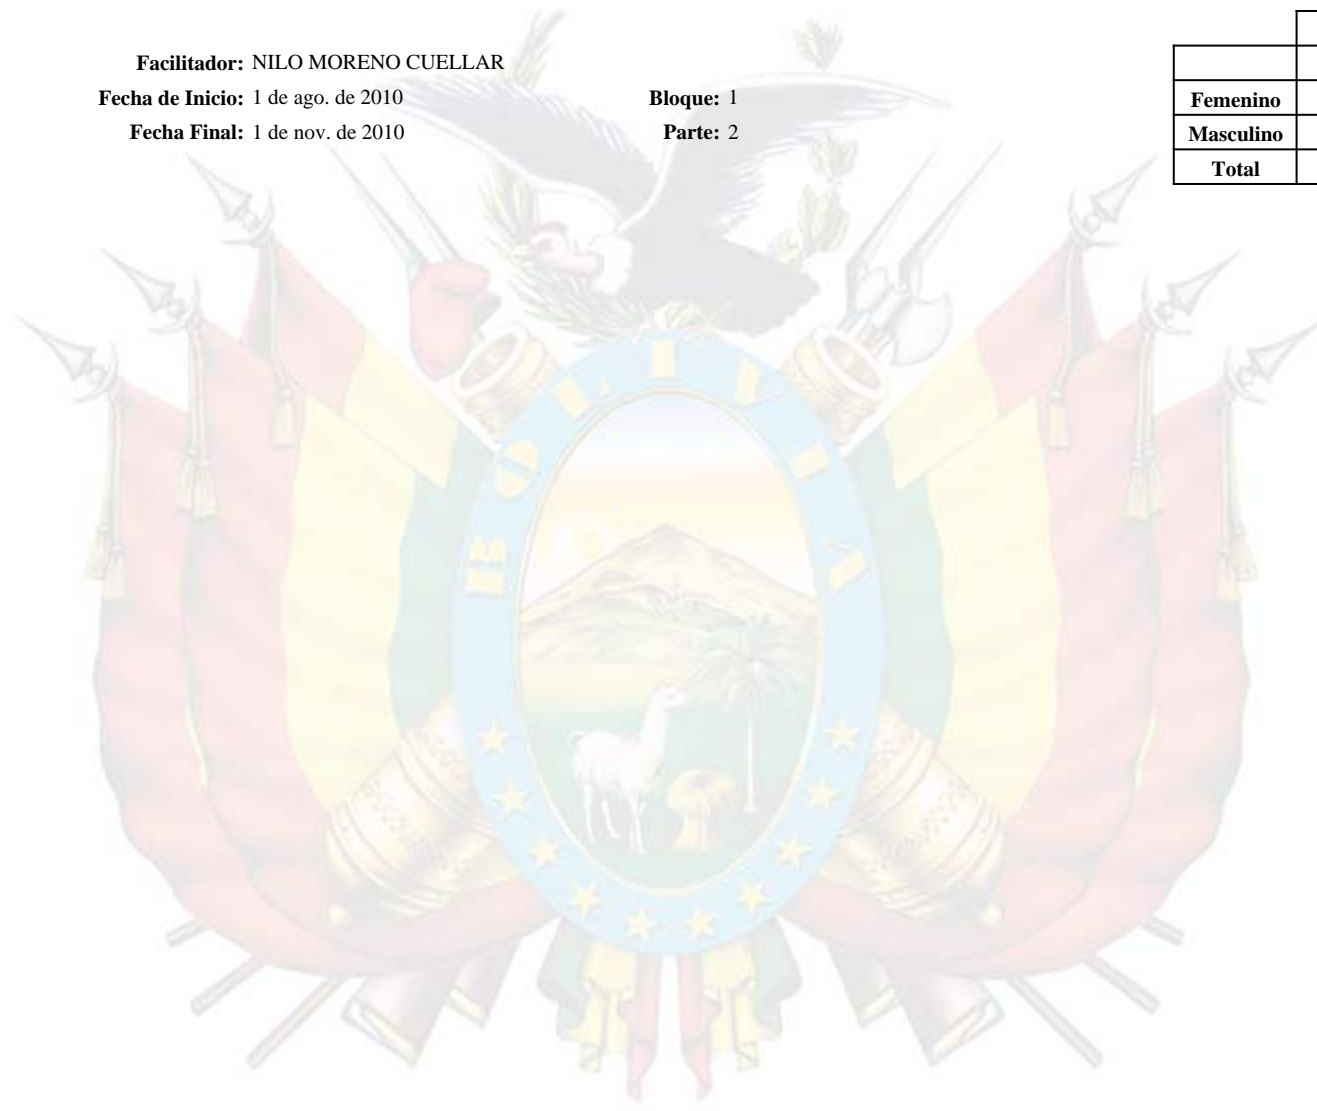 Facilitador: NILO MORENO CUELLAR
Fecha de Inicio: 1 de ago. de 2010 Bloque: 1
Fecha Final: 1 de nov. de 2010 Parte: 2
Femenino
Masculino
Total
BOLIVIA